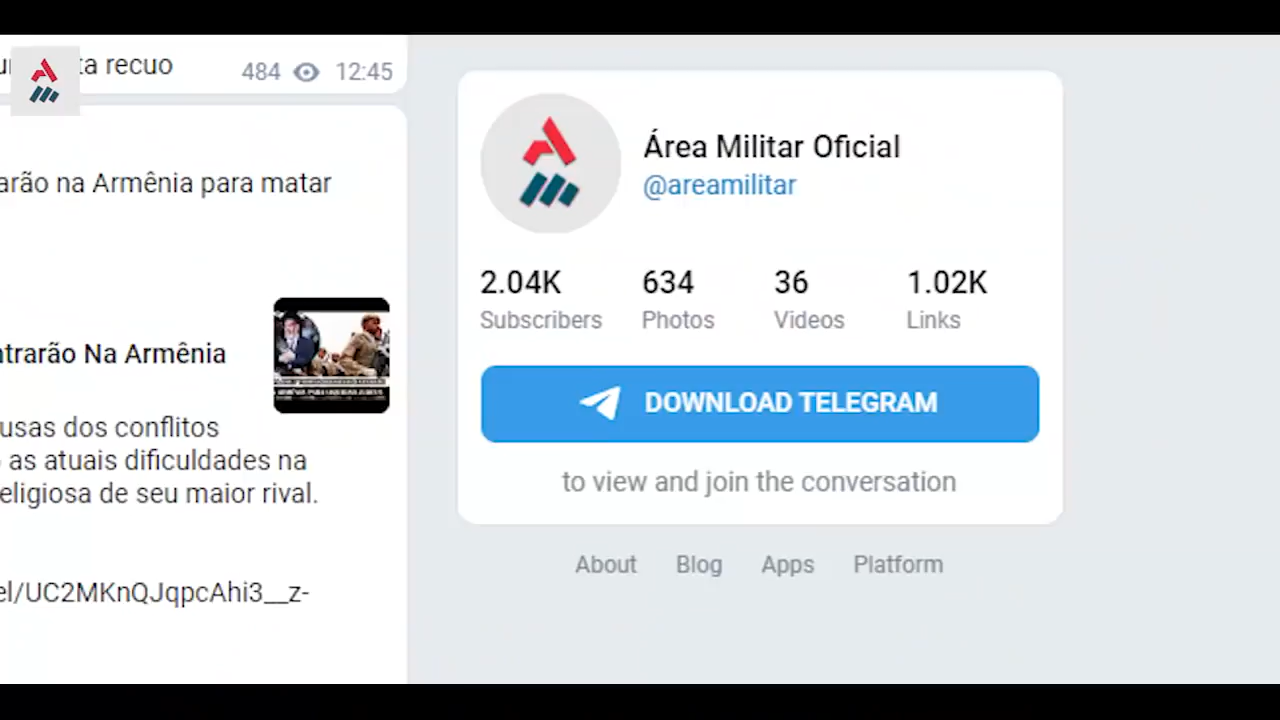 ta recuo
484 12:45
arão na Armênia para matar
ntrarão Na Armênia
usas dos conflitos
as atuais dificuldades na
eligiosa de seu maior rival.
el/UC2MKnQJqpcAhi3__z-
Área Militar Oficial
@areamilitar
2.04K 634 36 1.02K
Subscribers Photos Videos Links
DOWNLOAD TELEGRAM
to view and join the conversation
About Blog Apps Platform